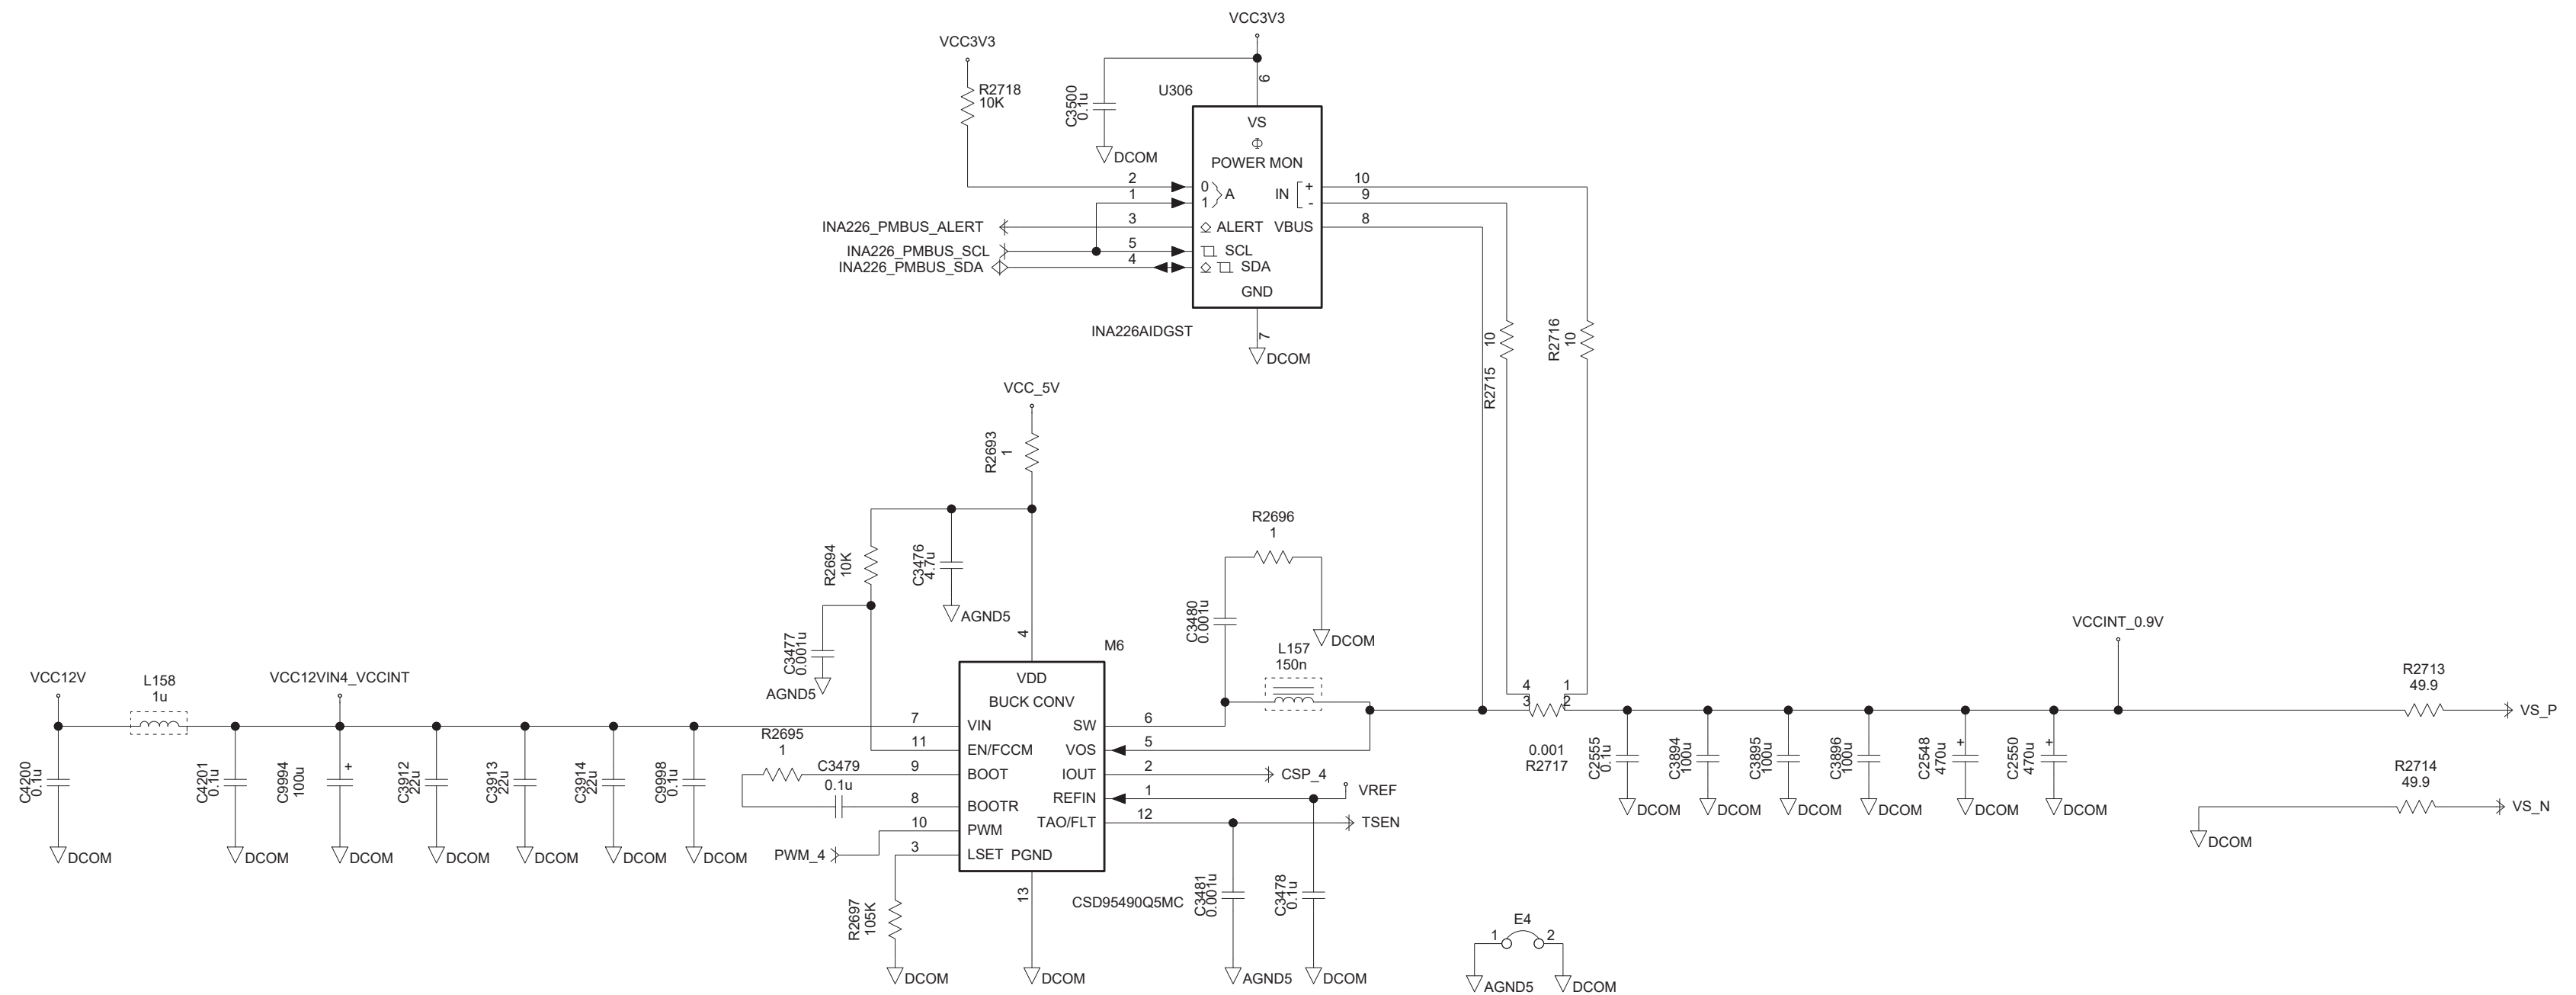 VCC3V3
VCC3V3
R2718
10K
C3500
0.1u
DCOM
U306
6
VS
Φ
POWER MON
0
1
A
IN
+
-
ALERT
VBUS
SCL
SDA
GND
2
1
3
5
4
10
9
8
7
INA226_PMBUS_ALERT
INA226_PMBUS_SCL
INA226_PMBUS_SDA
INA226AIDGST
DCOM
R2715
10
R2716
10
VCC_5V
R2693
1
R2694
10K
C3476
4.7u
AGND5
C3477
0.001u
AGND5
4
M6
R2696
1
C3480
0.001u
DCOM
L157
150n
VCC12V
L158
1u
VCC12VIN4_VCCINT
C4200
0.1u
DCOM
C4201
0.1u
DCOM
C9994
100u
+
DCOM
C3912
22u
DCOM
C3913
22u
DCOM
C3914
22u
DCOM
C9998
0.1u
DCOM
R2695
1
C3479
0.1u
PWM_4
7
11
9
8
10
3
VDD
BUCK CONV
VIN
SW
EN/FCCM
VOS
BOOT
IOUT
REFIN
BOOTR
TAO/FLT
PWM
LSET
PGND
6
5
2
1
12
13
CSP_4
VREF
TSEN
CSD95490Q5MC
R2697
105K
DCOM
DCOM
C3481
0.001u
AGND5
C3478
0.1u
DCOM
4
3
1
2
0.001
R2717
C2555
0.1u
DCOM
C3894
100u
DCOM
C3895
100u
DCOM
C3896
100u
DCOM
C2548
470u
+
DCOM
C2550
470u
+
DCOM
VCCINT_0.9V
R2713
49.9
VS_P
R2714
49.9
VS_N
DCOM
E4
1
2
AGND5
DCOM